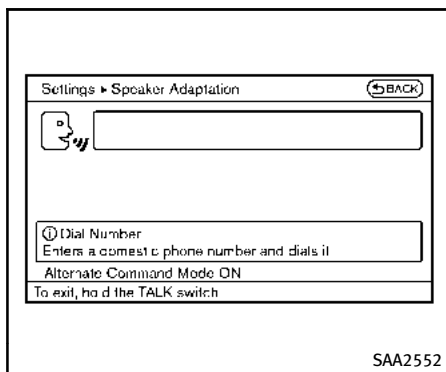 Settings ▸ Speaker Adaptation BACK
Dial Number
Enters a domestic phone number and dials it
Alternate Command Mode ON
To exit, hold the TALK switch
SAA2552